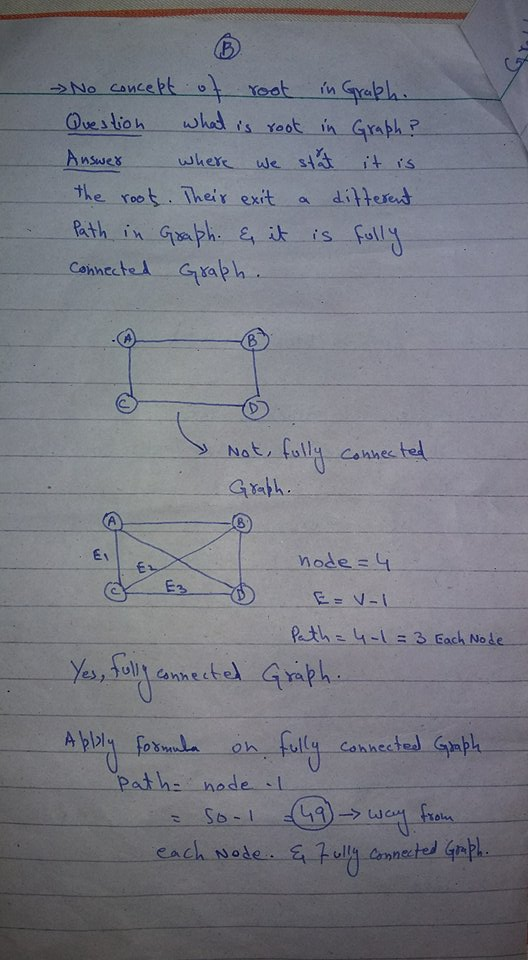 B
→ No concept of root in Graph.
Question what is root in Graph?
Answer where we start it is
the root. Their exit a different
Path in Graph. & it is fully
connected Graph.
A B
C D
Not, fully connected
Graph.
A B
E1 E2
node = 4
C E3 D
E = V-1
Path = 4-1 = 3 Each Node
Yes, fully connected Graph.
Apply formula on fully connected Graph
Path = node -1
= 50-1 = 49 → way from
each Node. & Fully connected Graph.